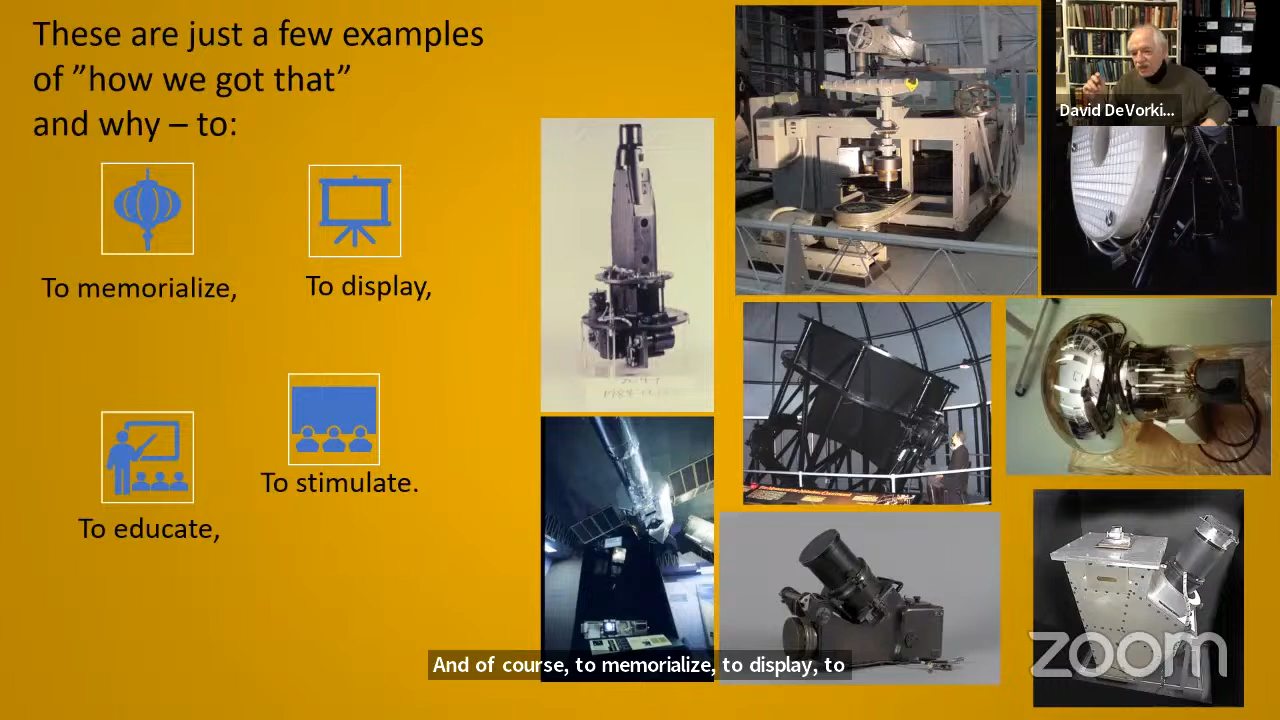 These are just a few examples
of ”how we got that”
and why – to:
To memorialize,
To display,
To educate,
To stimulate.
David DeVorki...
And of course, to memorialize, to display, to
zoom